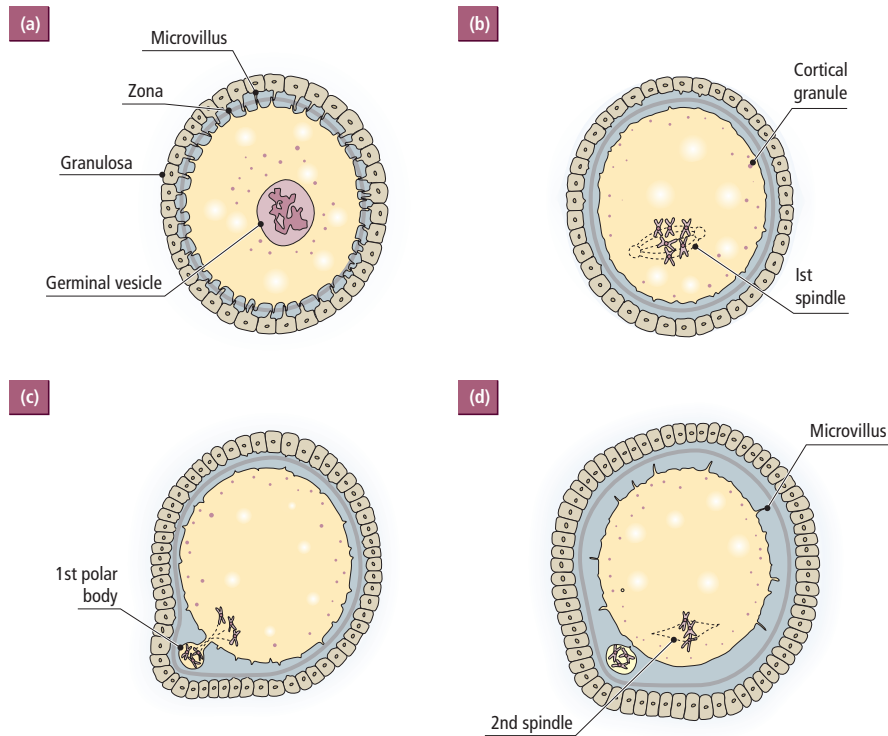 (a)
Microvillus
Zona
Granulosa
Germinal vesicle
(b)
Cortical
granule
Ist
spindle
(c)
1st polar
body
(d)
Microvillus
2nd spindle